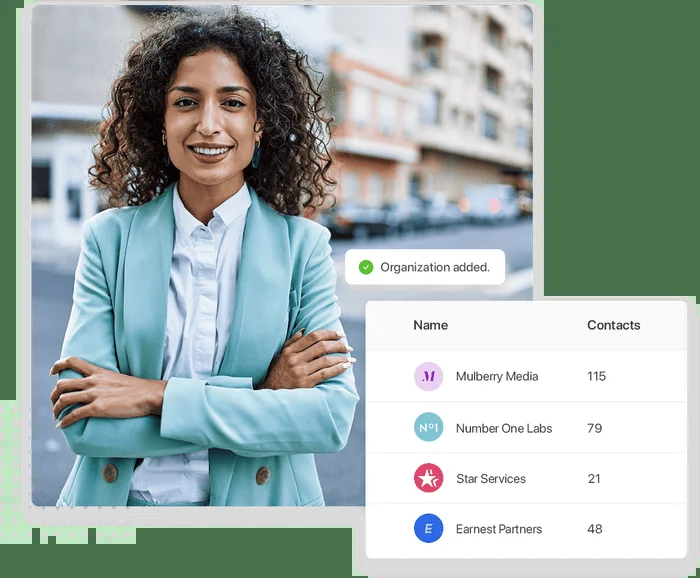 Organization added.
Name Contacts
M Mulberry Media 115
Nº1 Number One Labs 79
Star Services 21
E Earnest Partners 48